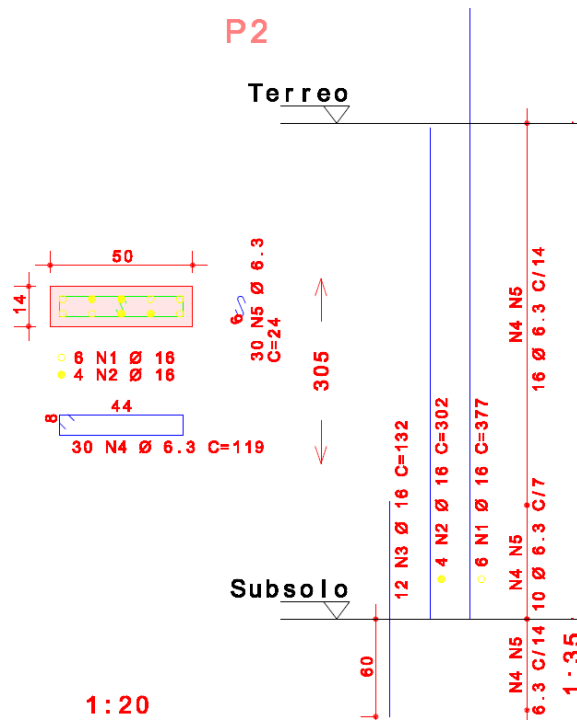 P2
Terreo
50
14
6
30 N5 Ø 6.3
C=24
6 N1 Ø 16
4 N2 Ø 16
44
8
30 N4 Ø 6.3 C=119
305
12 N3 Ø 16 C=132
4 N2 Ø 16 C=302
6 N1 Ø 16 C=377
N4 N5
16 Ø 6.3 C/14
N4 N5
10 Ø 6.3 C/7
Subsolo
60
N4 N5
6.3 C/14
1:20
1:35